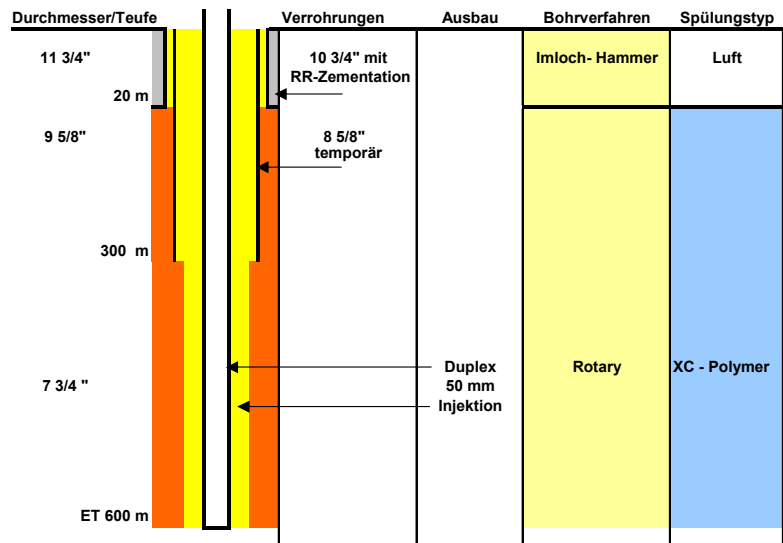 Durchmesser/Teufe Verrohrungen Ausbau Bohrverfahren Spülungstyp
11 3/4" 10 3/4" mit Imloch- Hammer Luft
RR-Zementation
20 m
9 5/8" 8 5/8"
temporär
300 m
Duplex Rotary XC - Polymer
7 3/4 " 50 mm
Injektion
ET 600 m